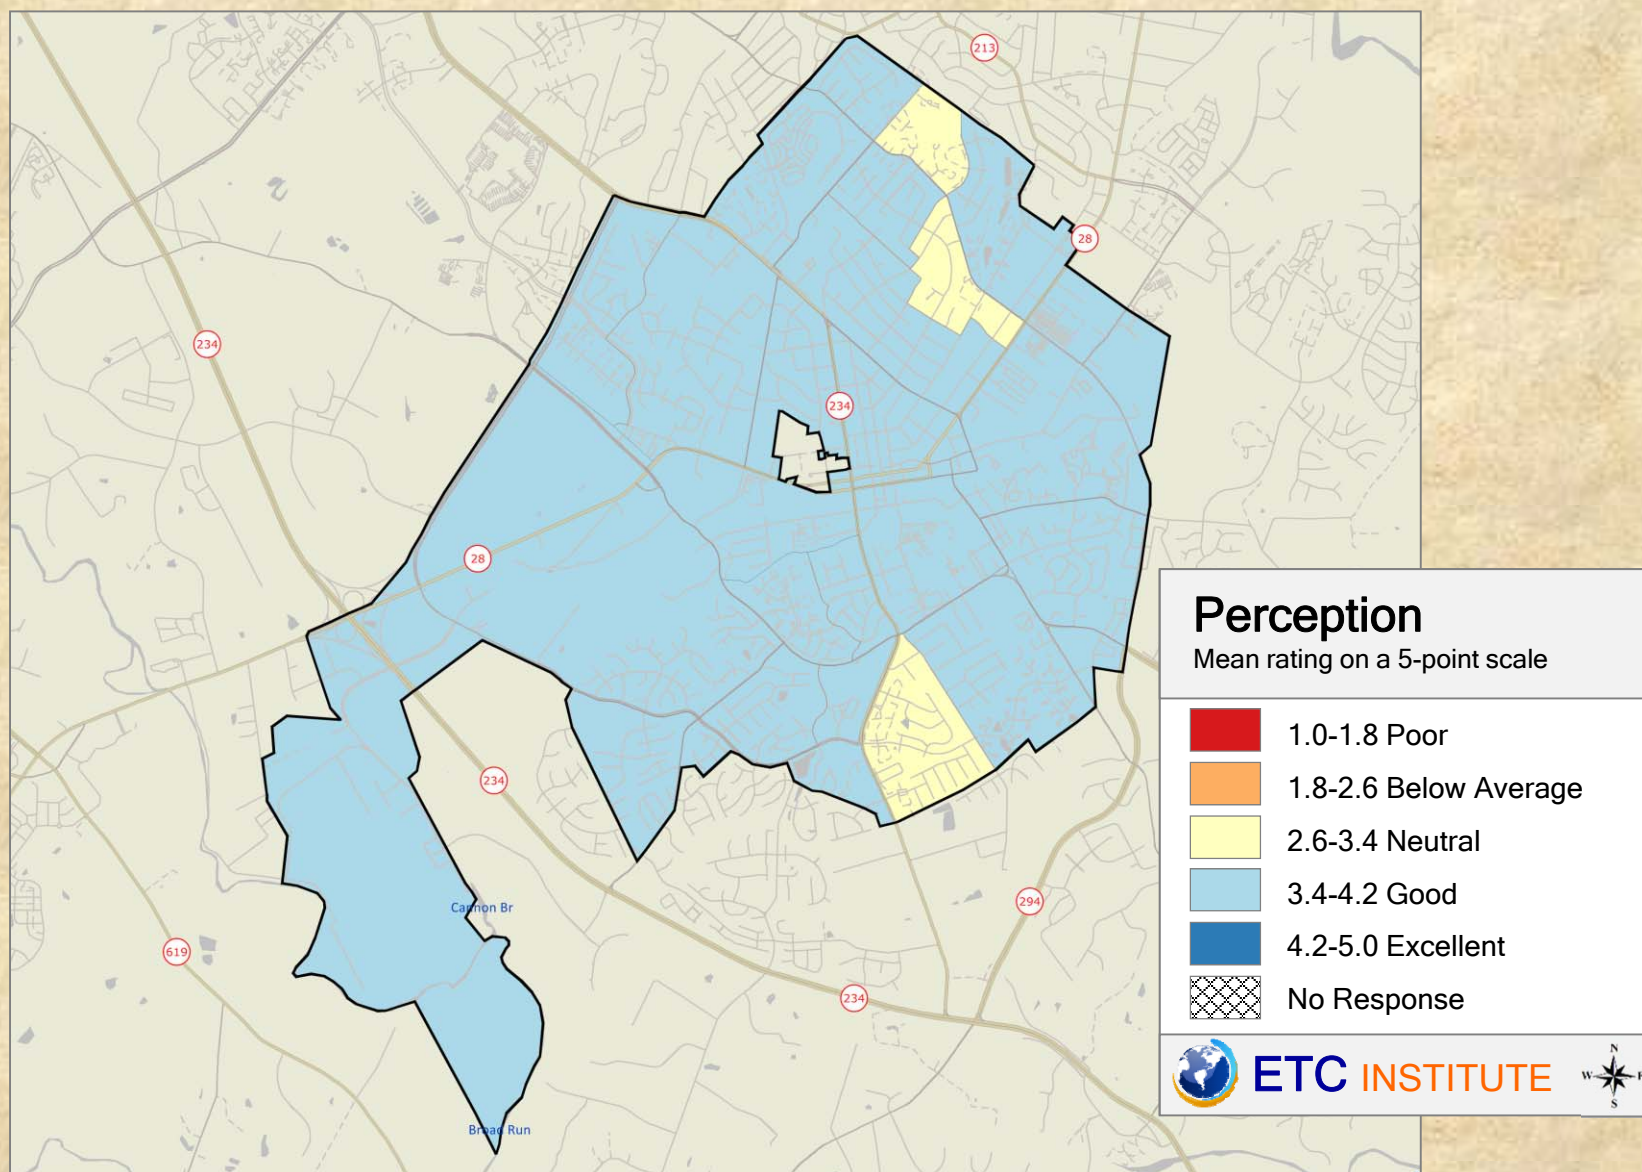 213
28
234
234
28
234
Cannon Br
294
619
234
Broad Run
Perception
Mean rating on a 5-point scale
1.0-1.8 Poor
1.8-2.6 Below Average
2.6-3.4 Neutral
3.4-4.2 Good
4.2-5.0 Excellent
No Response
ETC INSTITUTE
N
W E
S